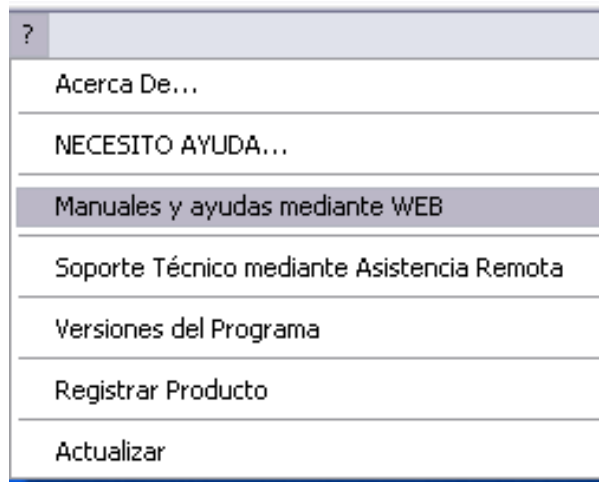 ?
Acerca De...
NECESITO AYUDA...
Manuales y ayudas mediante WEB
Soporte Técnico mediante Asistencia Remota
Versiones del Programa
Registrar Producto
Actualizar